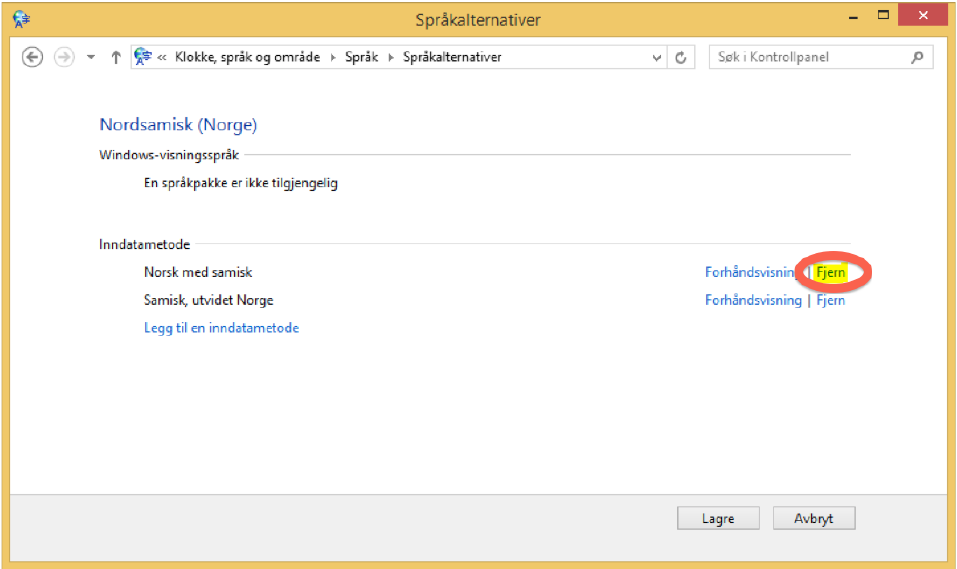 Språkalternativer
« Klokke, språk og område ▸ Språk ▸ Språkalternativer
Søk i Kontrollpanel
Nordsamisk (Norge)
Windows-visningsspråk
En språkpakke er ikke tilgjengelig
Inndatametode
Norsk med samisk Forhåndsvisning | Fjern
Samisk, utvidet Norge Forhåndsvisning | Fjern
Legg til en inndatametode
Lagre Avbryt